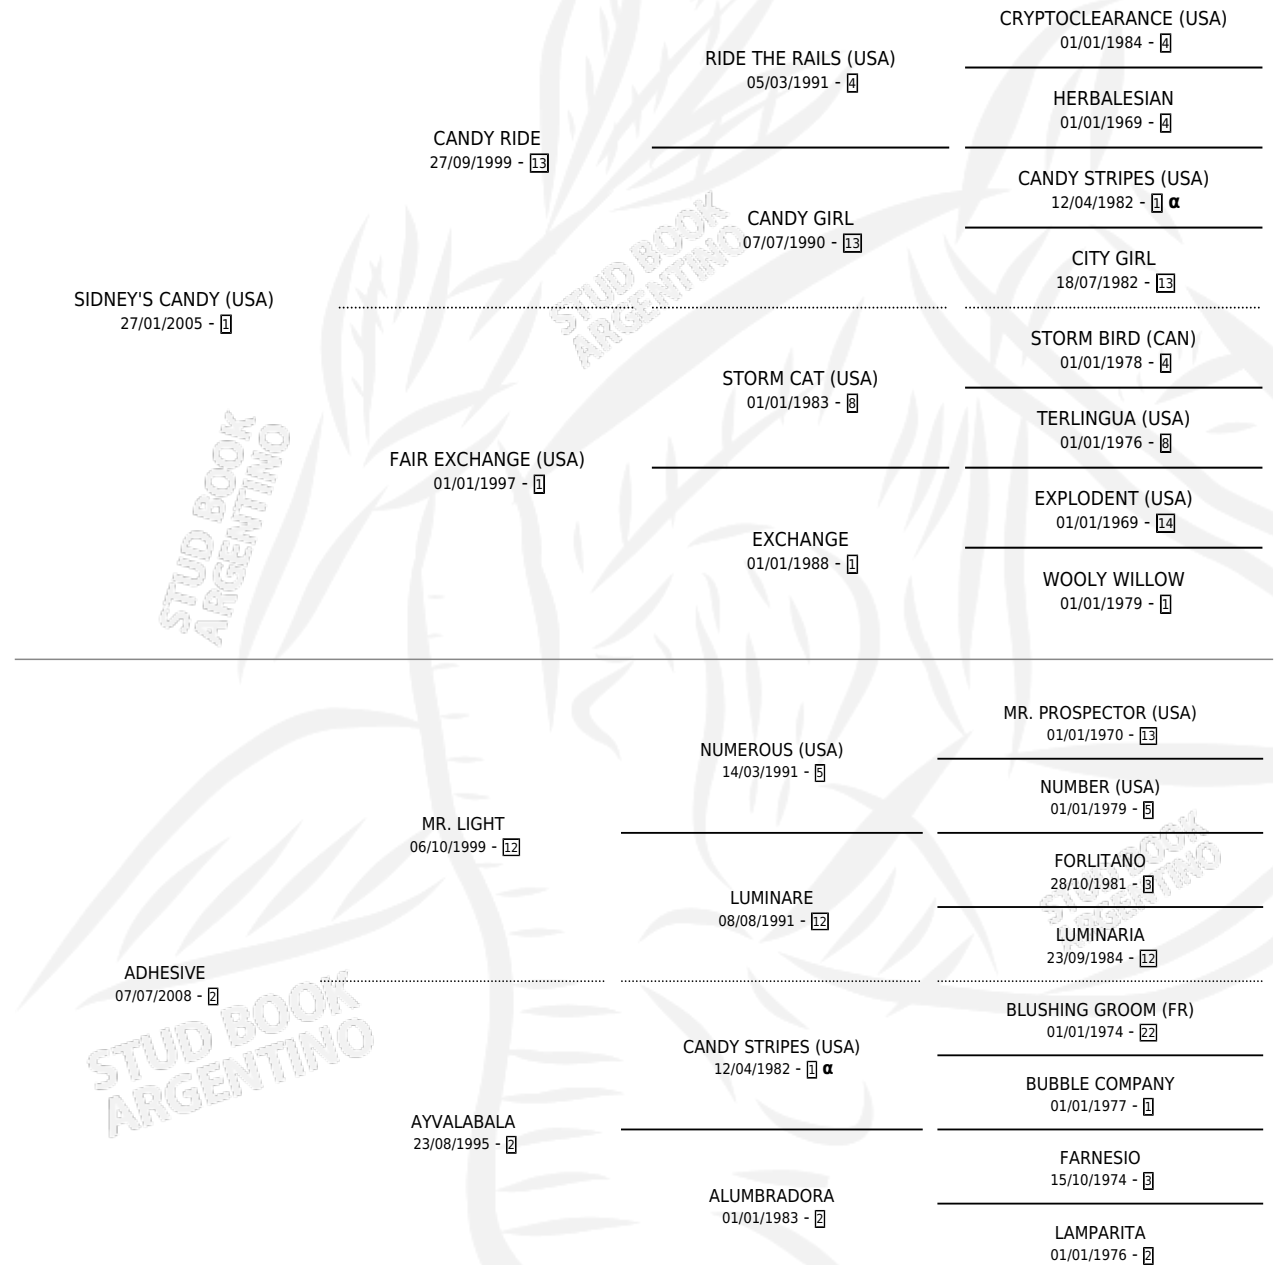 CRYPTOCLEARANCE (USA)
01/01/1984 - 4
RIDE THE RAILS (USA)
05/03/1991 - 4
HERBALESIAN
01/01/1969 - 4
CANDY RIDE
27/09/1999 - 13
CANDY STRIPES (USA)
12/04/1982 - 1 α
CANDY GIRL
07/07/1990 - 13
CITY GIRL
18/07/1982 - 13
SIDNEY'S CANDY (USA)
27/01/2005 - 1
STORM BIRD (CAN)
01/01/1978 - 4
STORM CAT (USA)
01/01/1983 - 8
TERLINGUA (USA)
01/01/1976 - 8
FAIR EXCHANGE (USA)
01/01/1997 - 1
EXPLODENT (USA)
01/01/1969 - 14
EXCHANGE
01/01/1988 - 1
WOOLY WILLOW
01/01/1979 - 1
MR. PROSPECTOR (USA)
01/01/1970 - 13
NUMEROUS (USA)
14/03/1991 - 5
NUMBER (USA)
01/01/1979 - 5
MR. LIGHT
06/10/1999 - 12
FORLITANO
28/10/1981 - 3
LUMINARE
08/08/1991 - 12
LUMINARIA
23/09/1984 - 12
ADHESIVE
07/07/2008 - 2
BLUSHING GROOM (FR)
01/01/1974 - 22
CANDY STRIPES (USA)
12/04/1982 - 1 α
BUBBLE COMPANY
01/01/1977 - 1
AYVALABALA
23/08/1995 - 2
FARNESIO
15/10/1974 - 3
ALUMBRADORA
01/01/1983 - 2
LAMPARITA
01/01/1976 - 2
STUD BOOK
ARGENTINO
STUD BOOK
ARGENTINO
STUD BOOK
ARGENTINO
STUD BOOK
ARGENTINO